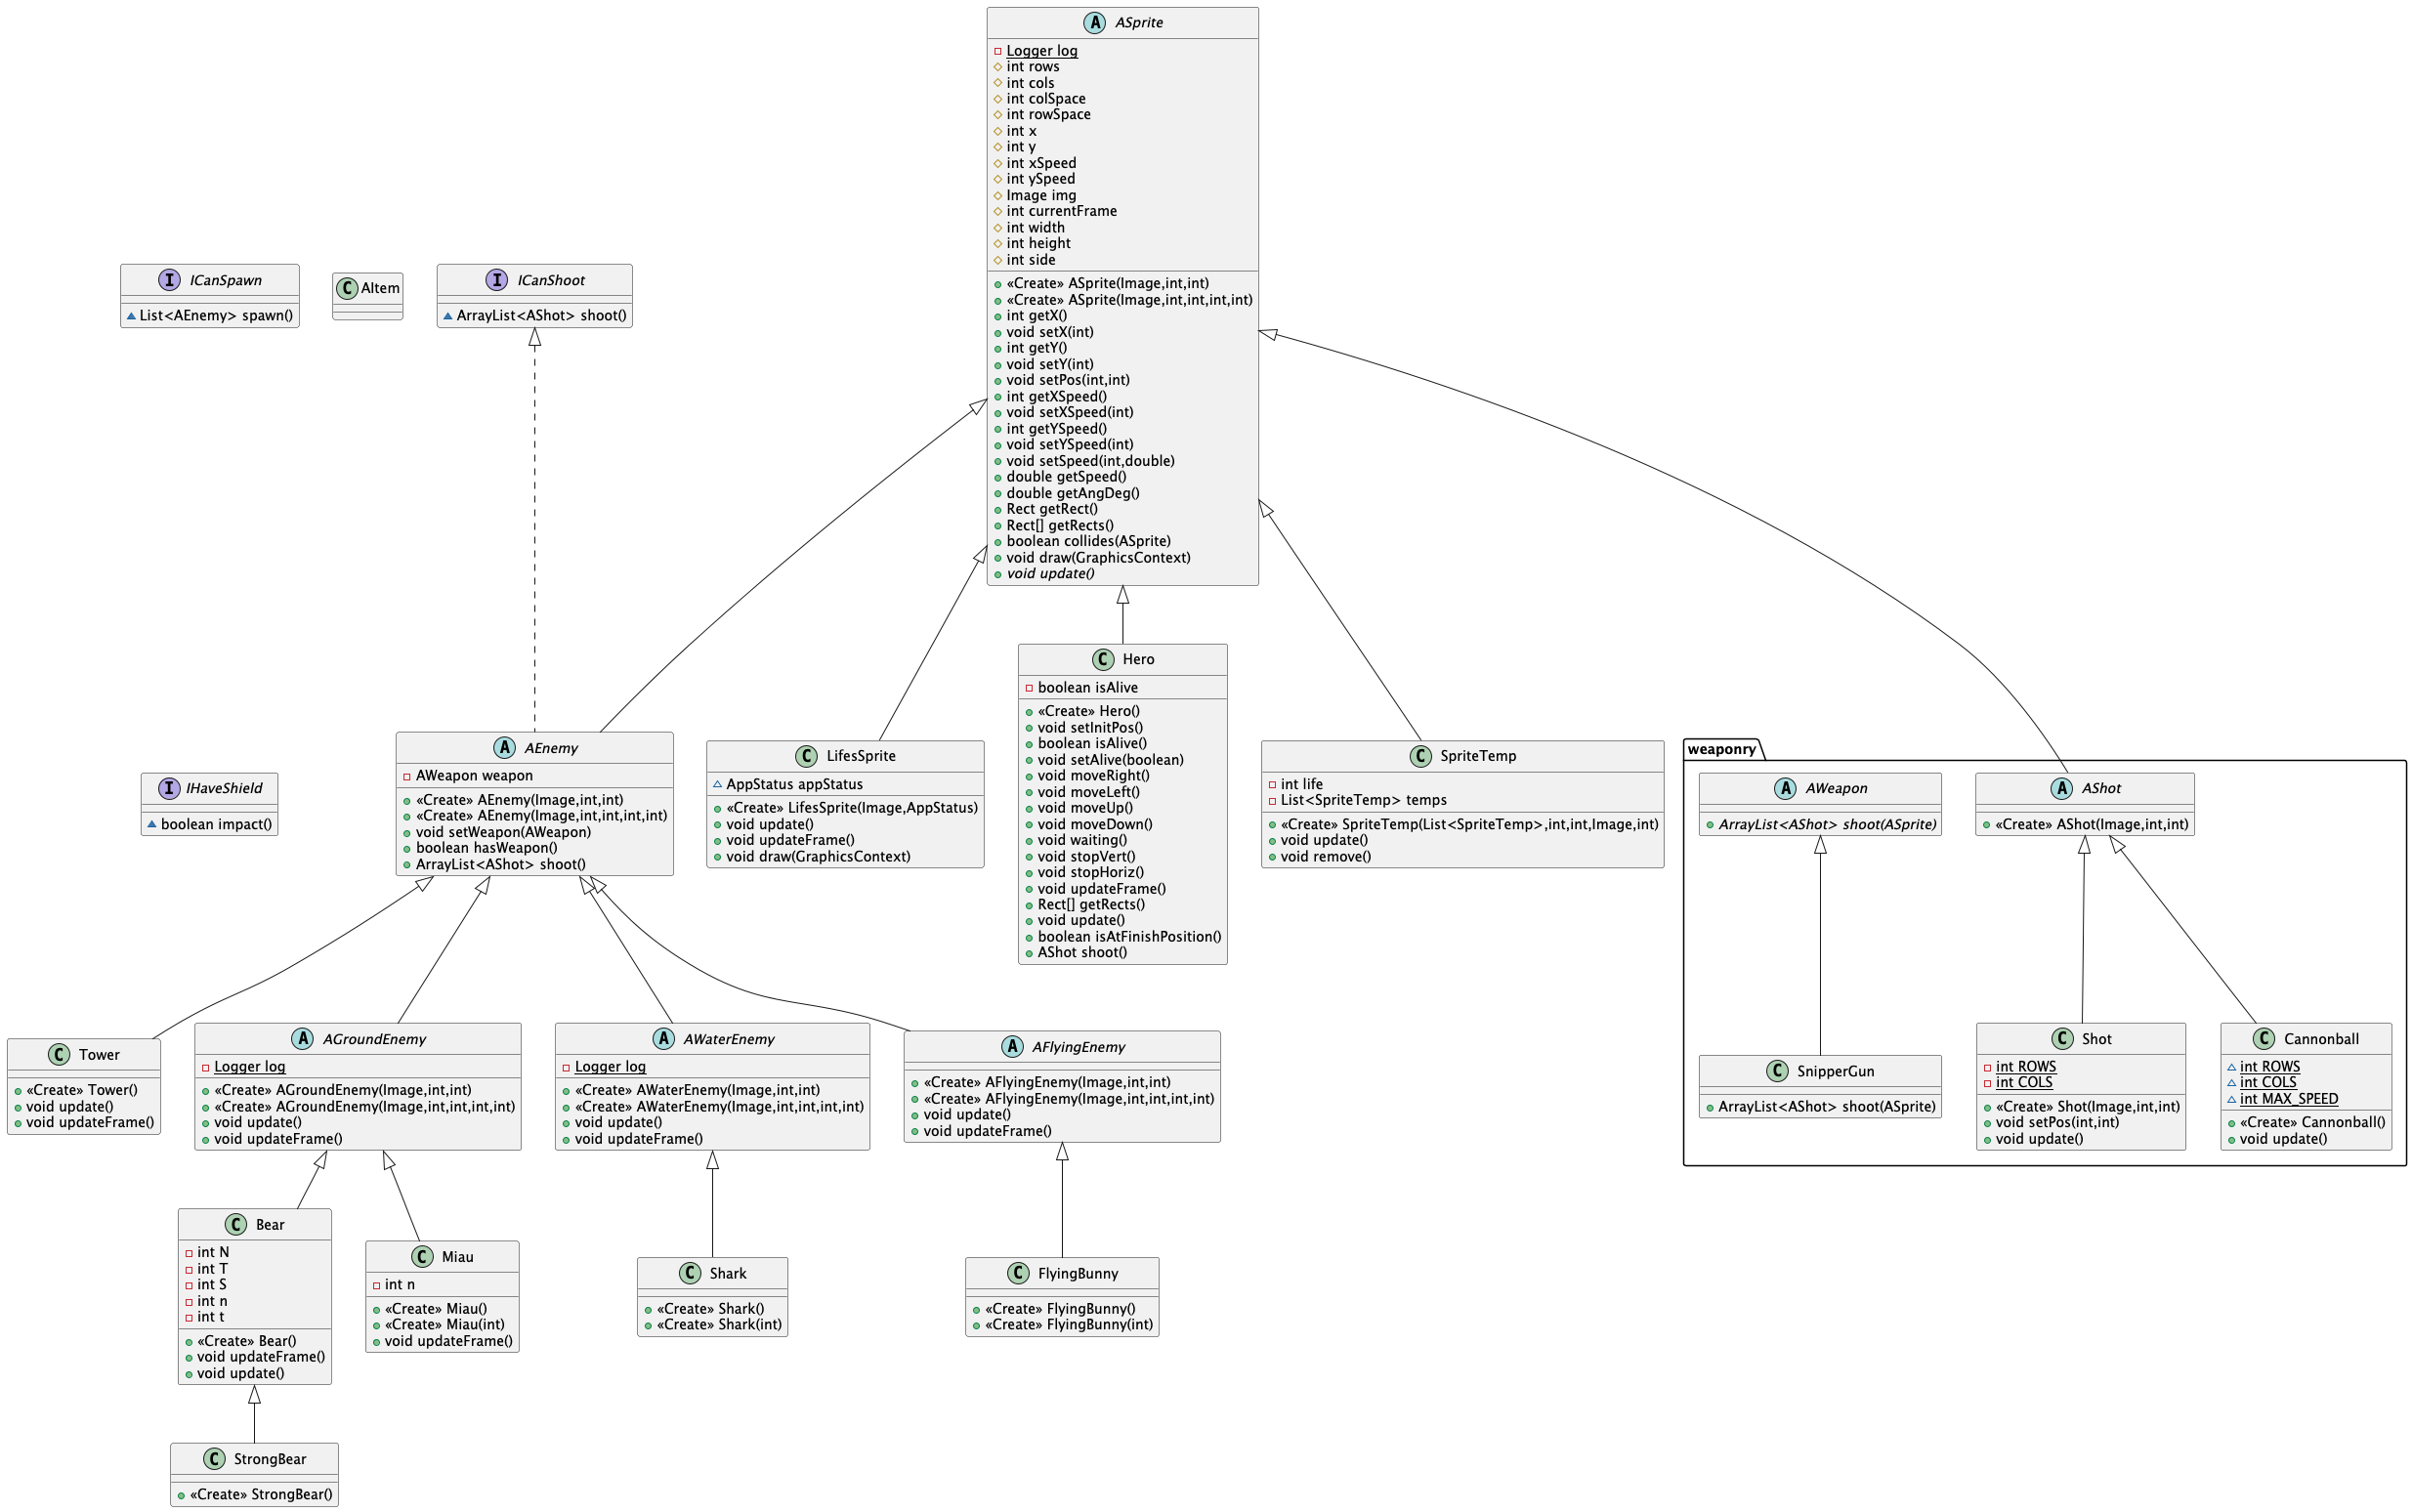 A ASprite
Logger log
int rows
int cols
int colSpace
int rowSpace
int x
int y
int xSpeed
int ySpeed
Image img
int currentFrame
int width
int height
int side
«Create» ASprite(Image,int,int)
«Create» ASprite(Image,int,int,int,int)
int getX()
void setX(int)
int getY()
void setY(int)
void setPos(int,int)
int getXSpeed()
void setXSpeed(int)
int getYSpeed()
void setYSpeed(int)
void setSpeed(int,double)
double getSpeed()
double getAngDeg()
Rect getRect()
Rect[] getRects()
boolean collides(ASprite)
void draw(GraphicsContext)
void update()
I ICanSpawn
List<AEnemy> spawn()
C AItem
I ICanShoot
ArrayList<AShot> shoot()
I IHaveShield
boolean impact()
A AEnemy
AWeapon weapon
«Create» AEnemy(Image,int,int)
«Create» AEnemy(Image,int,int,int,int)
void setWeapon(AWeapon)
boolean hasWeapon()
ArrayList<AShot> shoot()
C LifesSprite
AppStatus appStatus
«Create» LifesSprite(Image,AppStatus)
void update()
void updateFrame()
void draw(GraphicsContext)
C Hero
boolean isAlive
«Create» Hero()
void setInitPos()
boolean isAlive()
void setAlive(boolean)
void moveRight()
void moveLeft()
void moveUp()
void moveDown()
void waiting()
void stopVert()
void stopHoriz()
void updateFrame()
Rect[] getRects()
void update()
boolean isAtFinishPosition()
AShot shoot()
C SpriteTemp
int life
List<SpriteTemp> temps
«Create» SpriteTemp(List<SpriteTemp>,int,int,Image,int)
void update()
void remove()
weaponry
A AWeapon
ArrayList<AShot> shoot(ASprite)
A AShot
«Create» AShot(Image,int,int)
C SnipperGun
ArrayList<AShot> shoot(ASprite)
C Shot
int ROWS
int COLS
«Create» Shot(Image,int,int)
void setPos(int,int)
void update()
C Cannonball
int ROWS
int COLS
int MAX_SPEED
«Create» Cannonball()
void update()
C Tower
«Create» Tower()
void update()
void updateFrame()
A AGroundEnemy
Logger log
«Create» AGroundEnemy(Image,int,int)
«Create» AGroundEnemy(Image,int,int,int,int)
void update()
void updateFrame()
A AWaterEnemy
Logger log
«Create» AWaterEnemy(Image,int,int)
«Create» AWaterEnemy(Image,int,int,int,int)
void update()
void updateFrame()
A AFlyingEnemy
«Create» AFlyingEnemy(Image,int,int)
«Create» AFlyingEnemy(Image,int,int,int,int)
void update()
void updateFrame()
C Bear
int N
int T
int S
int n
int t
«Create» Bear()
void updateFrame()
void update()
C Miau
int n
«Create» Miau()
«Create» Miau(int)
void updateFrame()
C Shark
«Create» Shark()
«Create» Shark(int)
C FlyingBunny
«Create» FlyingBunny()
«Create» FlyingBunny(int)
C StrongBear
«Create» StrongBear()